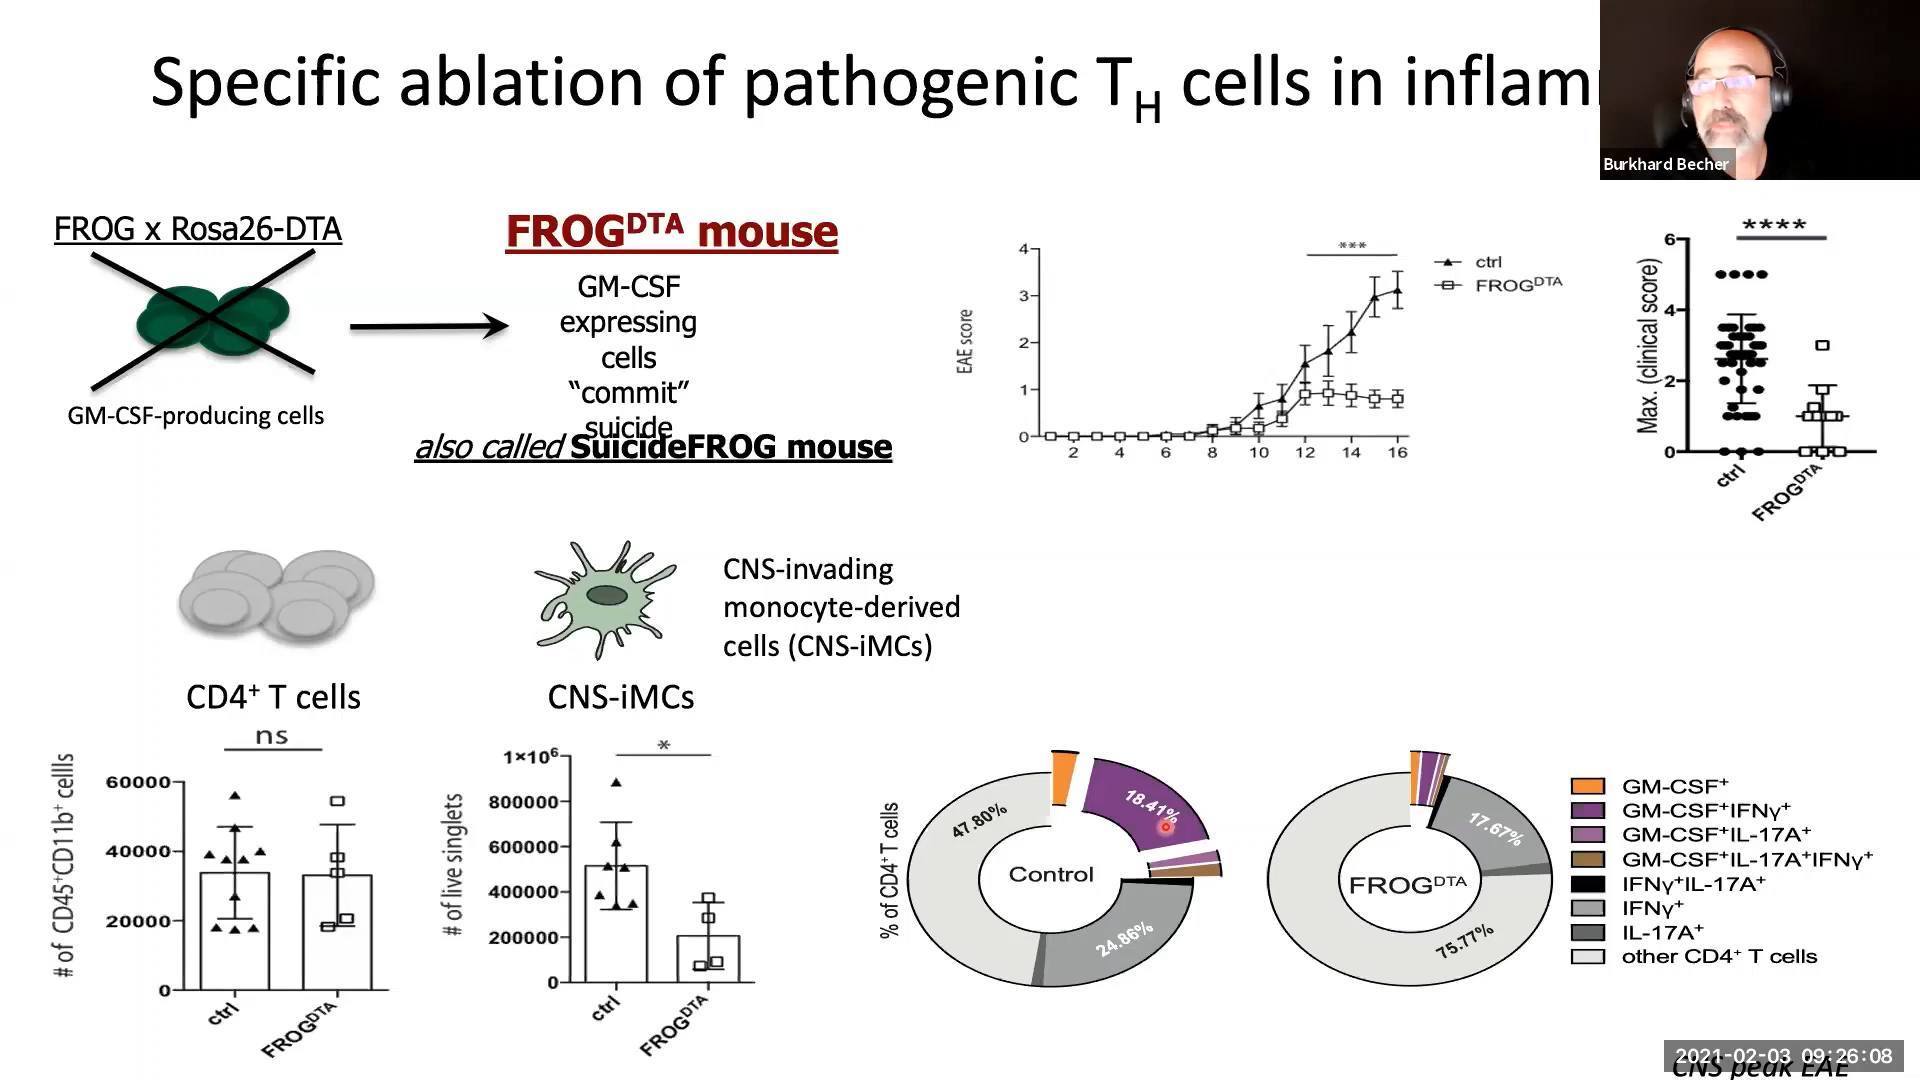 Specific ablation of pathogenic TH cells in inflam
Burkhard Becher
FROG x Rosa26-DTA
GM-CSF-producing cells
FROGDTA mouse
GM-CSF
expressing
cells
“commit”
suicide
also called SuicideFROG mouse
EAE score
4
3
2
1
0
2 4 6 8 10 12 14 16
***
ctrl
FROGDTA
****
Max. (clinical score)
6
4
2
0
ctrl
FROGDTA
CNS-invading
monocyte-derived
cells (CNS-iMCs)
CD4+ T cells
ns
# of CD45+CD11b+ cellls
60000
40000
20000
0
ctrl
FROGDTA
CNS-iMCs
*
# of live singlets
1×10⁶
800000
600000
400000
200000
0
ctrl
FROGDTA
% of CD4+ T cells
18.41%
47.80%
Control
24.86%
17.67%
FROGDTA
75.77%
GM-CSF+
GM-CSF+IFNγ+
GM-CSF+IL-17A+
GM-CSF+IL-17A+IFNγ+
IFNγ+IL-17A+
IFNγ+
IL-17A+
other CD4+ T cells
2021-02-03 09:26:08
CNS peak EAE